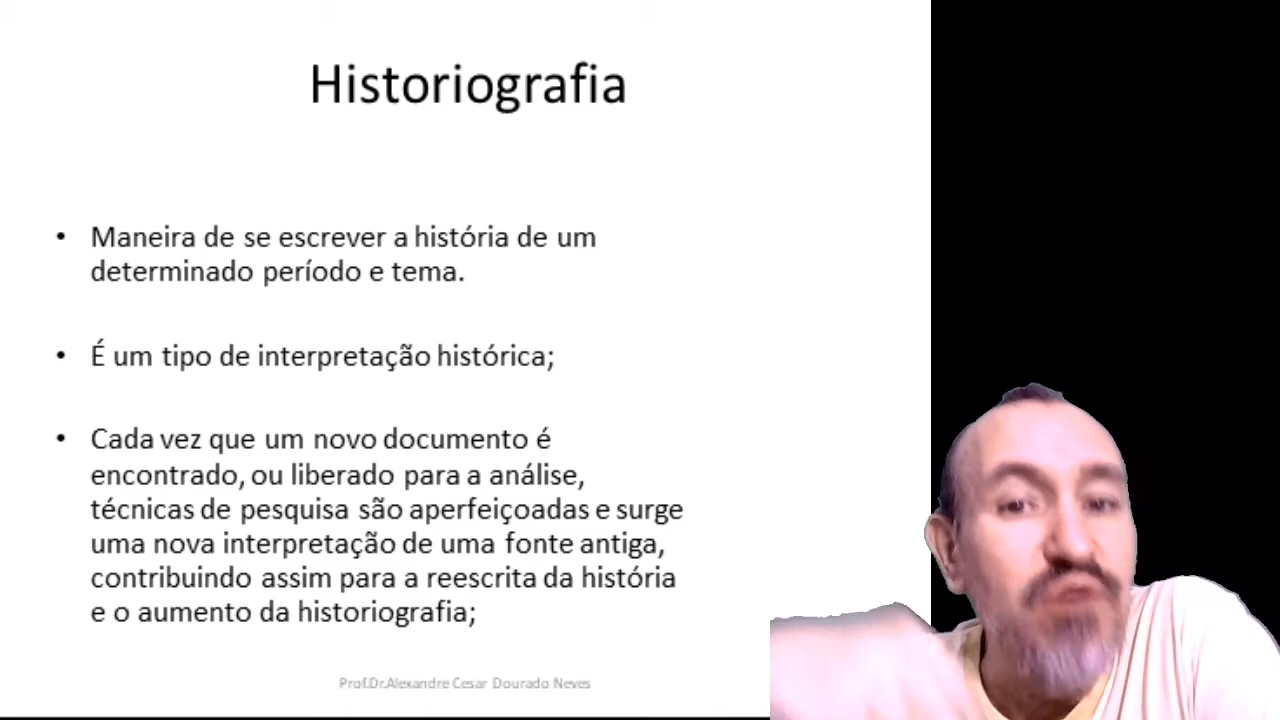 Historiografia
• Maneira de se escrever a história de um
determinado período e tema.
• É um tipo de interpretação histórica;
• Cada vez que um novo documento é
encontrado, ou liberado para a análise,
técnicas de pesquisa são aperfeiçoadas e surge
uma nova interpretação de uma fonte antiga,
contribuindo assim para a reescrita da história
e o aumento da historiografia;
Prof.Dr.Alexandre Cesar Dourado Neves